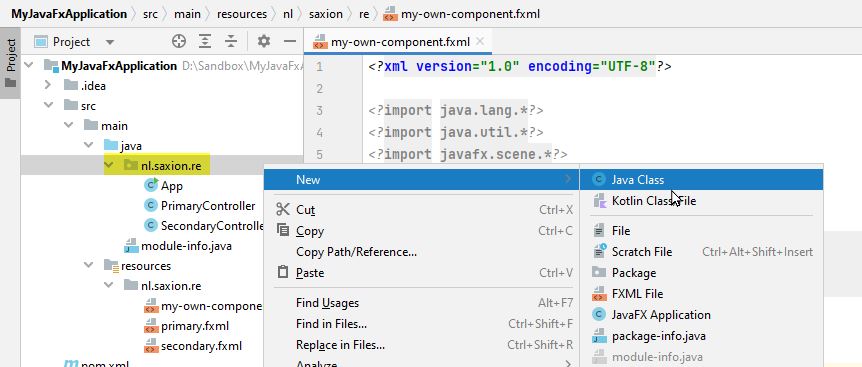 MyJavaFxApplication > src > main > resources > nl > saxion > re > my-own-component.fxml
Project
Project
my-own-component.fxml
MyJavaFxApplication D:\Sandbox\MyJavaFx
.idea
src
main
java
nl.saxion.re
App
PrimaryController
SecondaryControlle
module-info.java
resources
nl.saxion.re
my-own-compone
primary.fxml
secondary.fxml
pom.xml
1 <?xml version="1.0" encoding="UTF-8"?>
2
3 <?import java.lang.*?>
4 <?import java.util.*?>
5 <?import javafx.scene.*?>
New
Cut Ctrl+X
Copy Ctrl+C
Copy Path/Reference...
Paste Ctrl+V
Find Usages Alt+F7
Find in Files... Ctrl+Shift+F
Replace in Files... Ctrl+Shift+R
Analyze
Java Class
Kotlin Class/File
File
Scratch File Ctrl+Alt+Shift+Insert
Package
FXML File
JavaFX Application
package-info.java
module-info.java